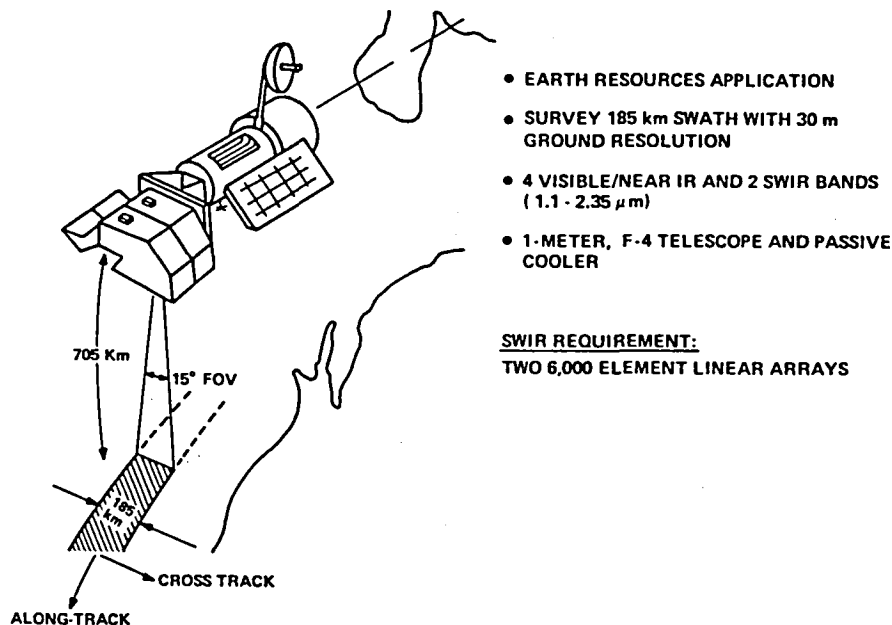 ● EARTH RESOURCES APPLICATION
● SURVEY 185 km SWATH WITH 30 m
GROUND RESOLUTION
● 4 VISIBLE/NEAR IR AND 2 SWIR BANDS
( 1.1 - 2.35 μm)
● 1-METER, F-4 TELESCOPE AND PASSIVE
COOLER
SWIR REQUIREMENT:
TWO 6,000 ELEMENT LINEAR ARRAYS
705 Km
15° FOV
185
km
CROSS TRACK
ALONG-TRACK